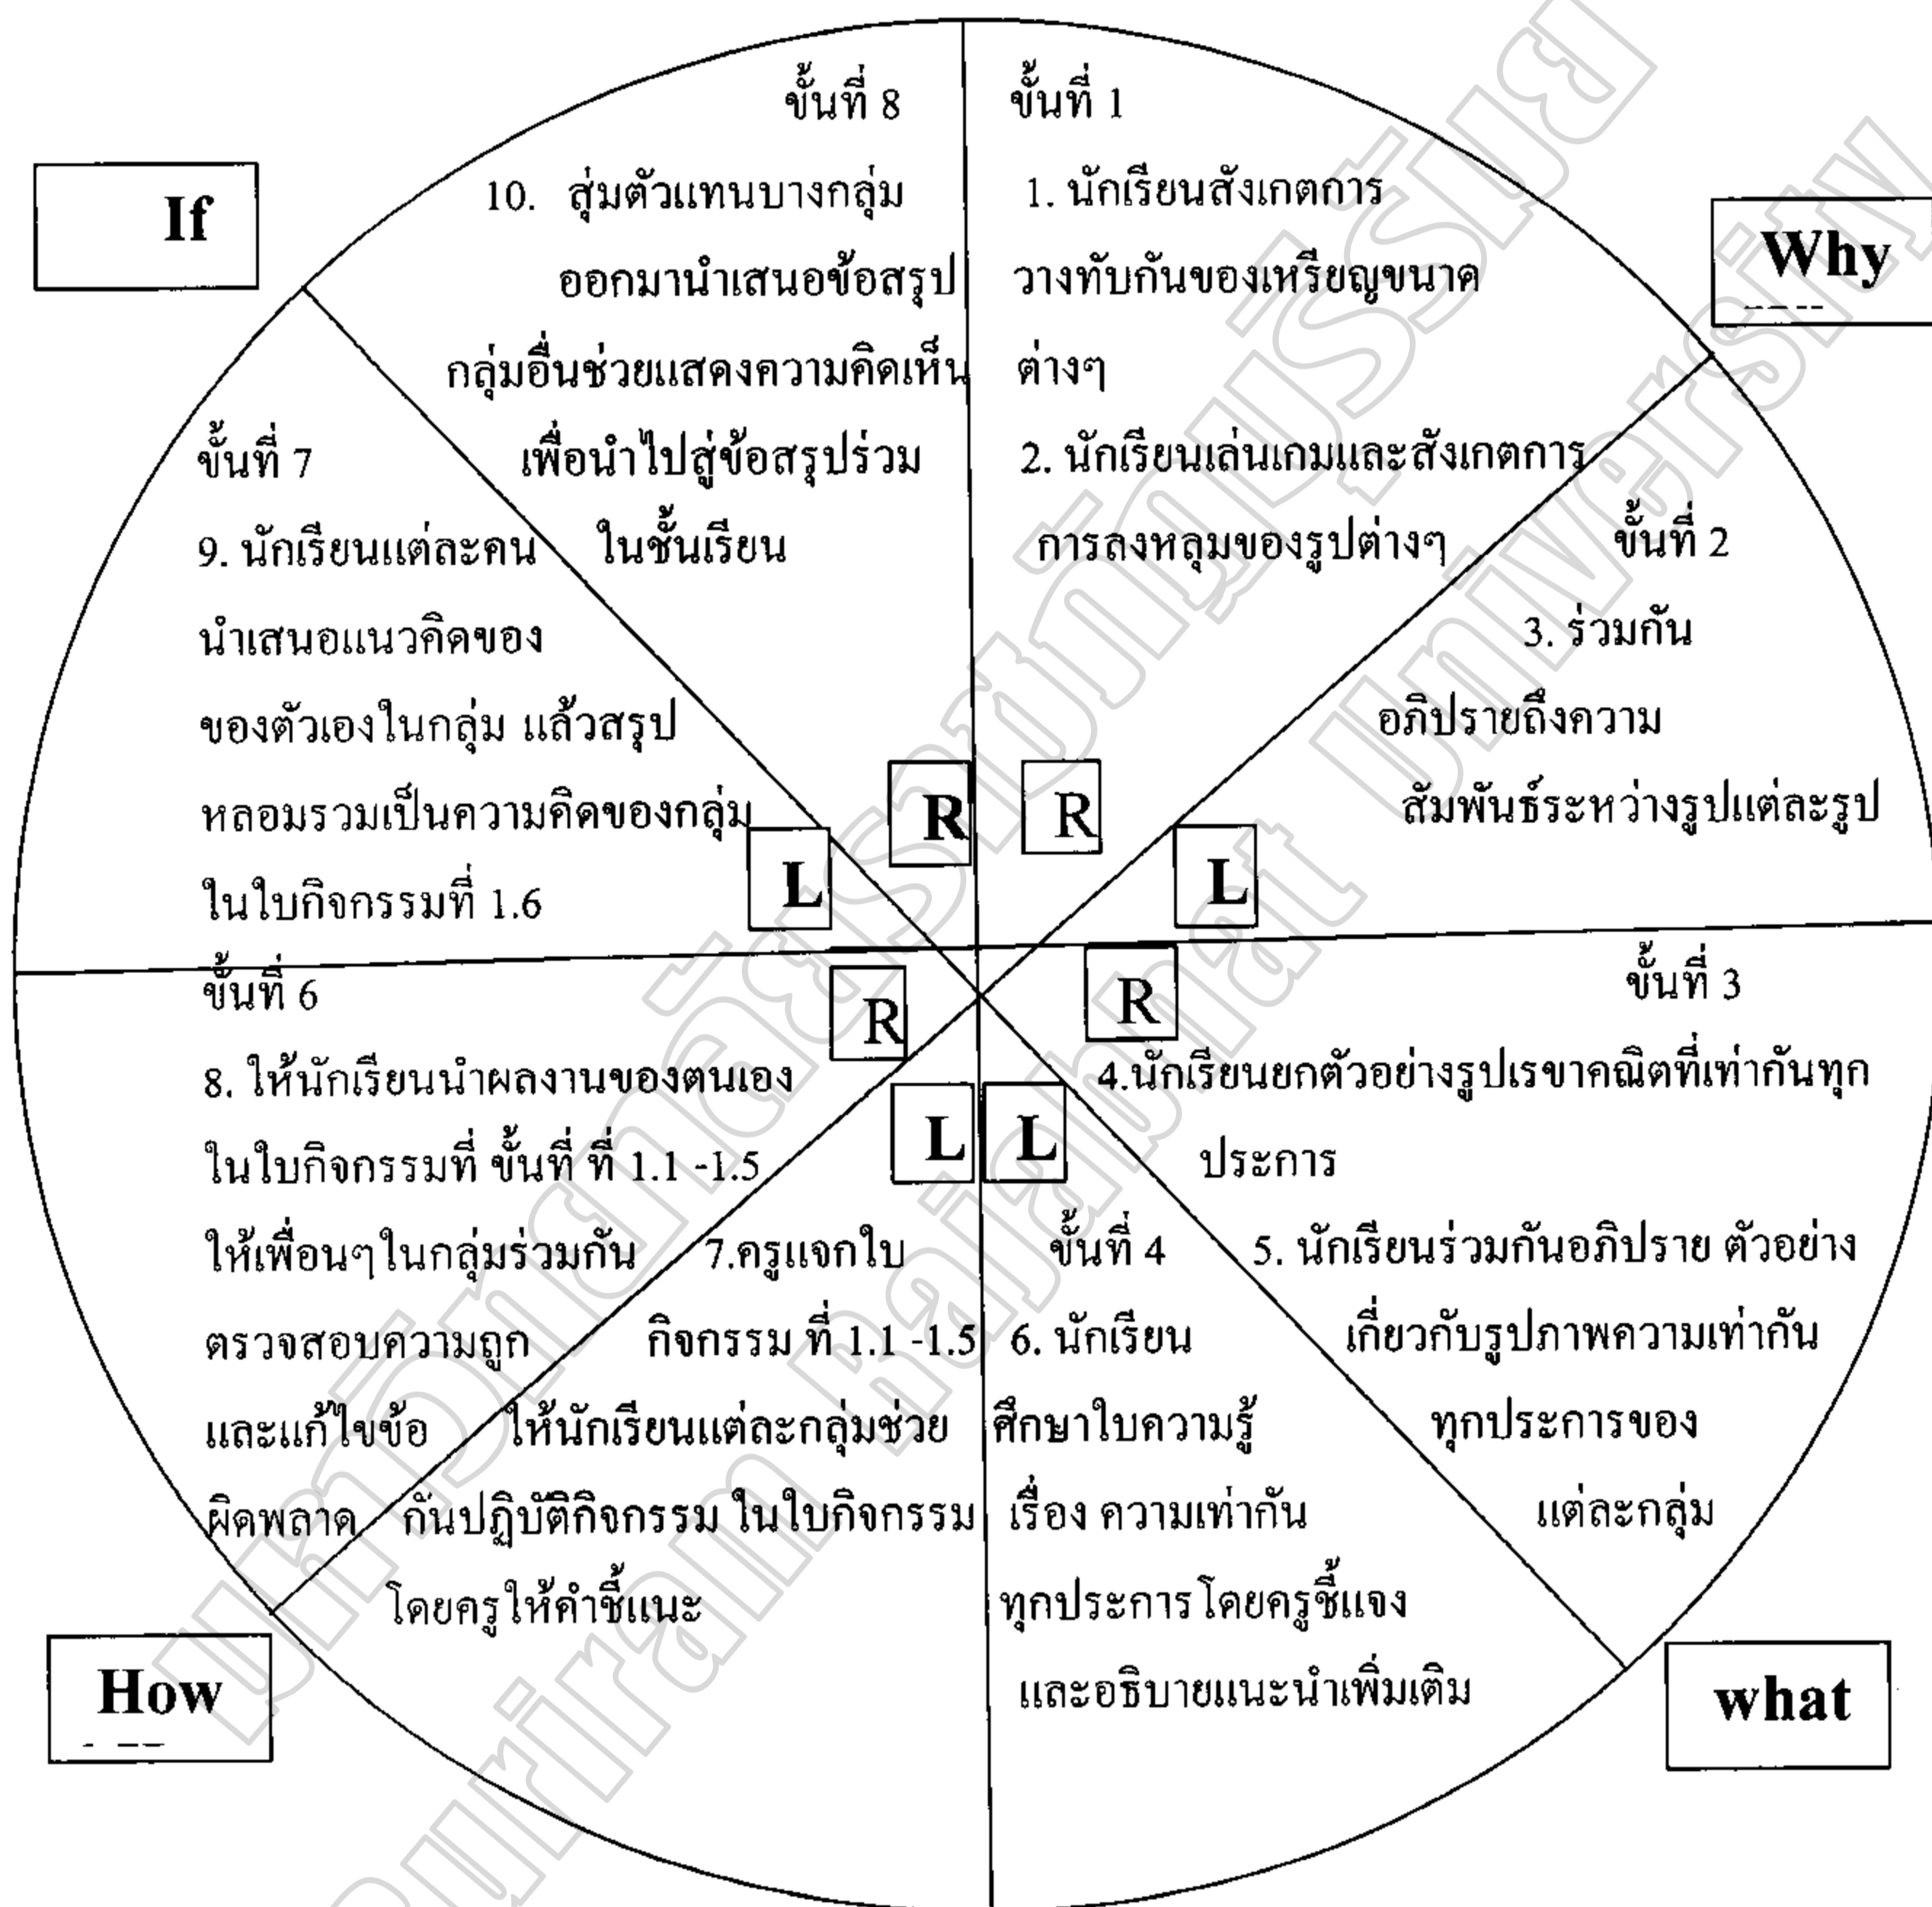 ขั้นที่ 1
1. นักเรียนสังเกตการ
วางทับกันของเหรียญขนาด
ต่างๆ
2. นักเรียนเล่นเกมและสังเกตการ
การลงหลุมของรูปต่างๆ
R
Why
ขั้นที่ 2
3. ร่วมกัน
อภิปรายถึงความ
สัมพันธ์ระหว่างรูปแต่ละรูป
L
ขั้นที่ 3
R
4.นักเรียนยกตัวอย่างรูปเรขาคณิตที่เท่ากันทุก
ประการ
5. นักเรียนร่วมกันอภิปราย ตัวอย่าง
เกี่ยวกับรูปภาพความเท่ากัน
ทุกประการของ
แต่ละกลุ่ม
what
L
ขั้นที่ 4
6. นักเรียน
ศึกษาใบความรู้
เรื่อง ความเท่ากัน
ทุกประการโดยครูชี้แจง
และอธิบายแนะนำเพิ่มเติม
L
7.ครูแจกใบ
กิจกรรม ที่ 1.1 -1.5
ให้นักเรียนแต่ละกลุ่มช่วย
กันปฏิบัติกิจกรรม ในใบกิจกรรม
โดยครูให้คำชี้แนะ
How
ขั้นที่ 6
R
8. ให้นักเรียนนำผลงานของตนเอง
ในใบกิจกรรมที่ ขั้นที่ ที่ 1.1 -1.5
ให้เพื่อนๆในกลุ่มร่วมกัน
ตรวจสอบความถูก
และแก้ไขข้อ
ผิดพลาด
ขั้นที่ 7
9. นักเรียนแต่ละคน
นำเสนอแนวคิดของ
ของตัวเองในกลุ่ม แล้วสรุป
หลอมรวมเป็นความคิดของกลุ่ม
ในใบกิจกรรมที่ 1.6
L
If
ขั้นที่ 8
10. สุ่มตัวแทนบางกลุ่ม
ออกมานำเสนอข้อสรุป
กลุ่มอื่นช่วยแสดงความคิดเห็น
เพื่อนำไปสู่ข้อสรุปร่วม
ในชั้นเรียน
R
มหาวิทยาลัยราชภัฏบุรีรัมย์
Buriram Rajabhat University